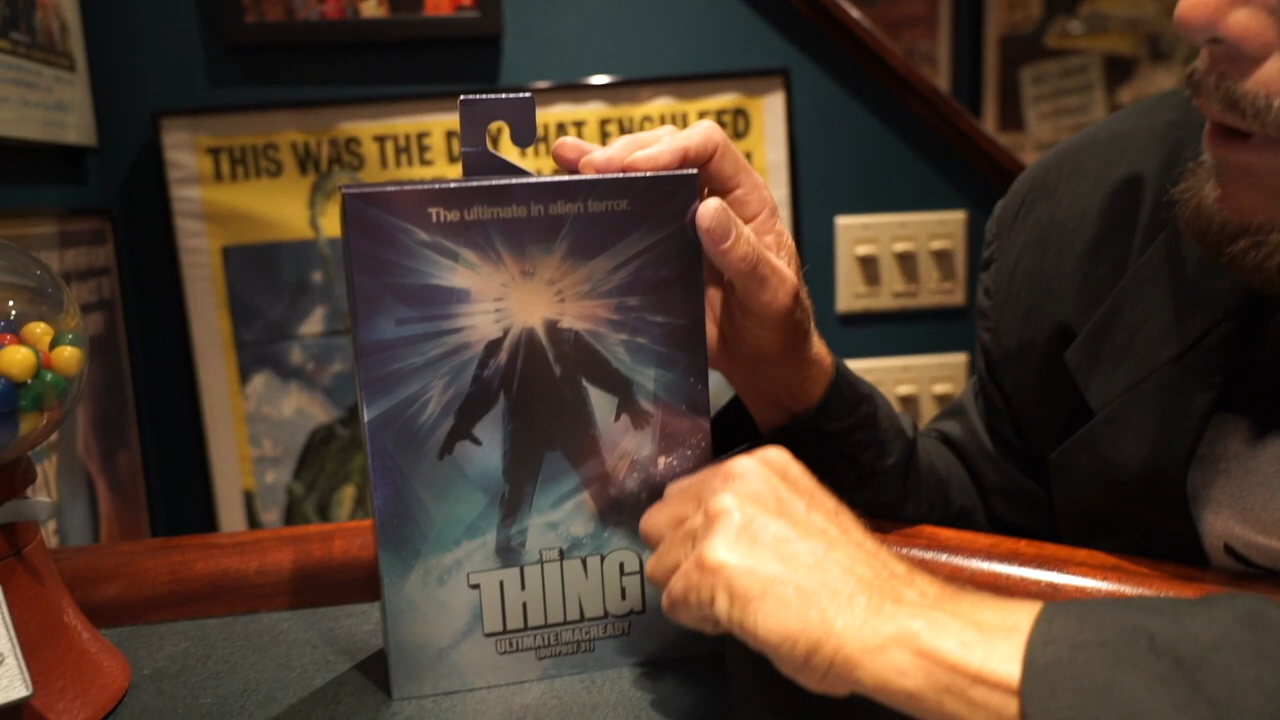 THIS WAS THE DAY THAT ENGULFED
The ultimate in alien terror.
THE
THING
ULTIMATE MACREADY
(OUTPOST 31)